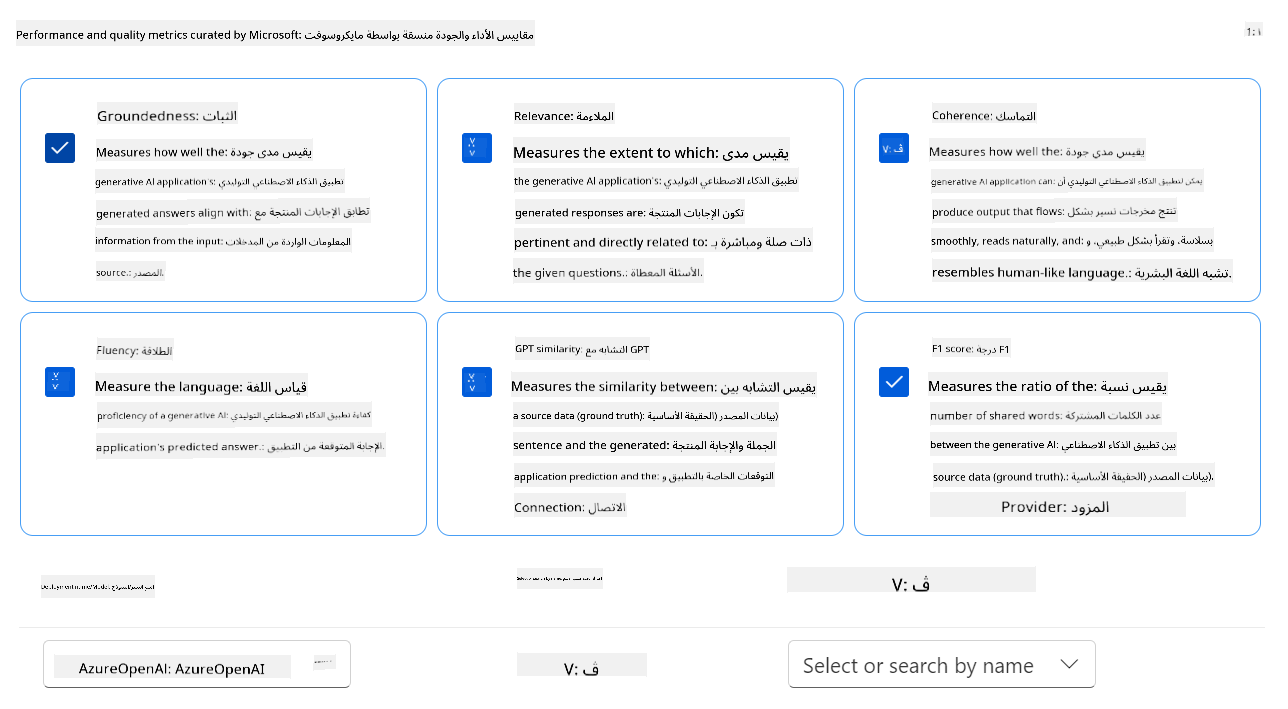 Performance and quality metrics curated by Microsoft: مقاييس الأداء والجودة منسقة بواسطة مايكروسوفت
1: ١
Groundedness: الثبات
Measures how well the: يقيس مدى جودة
generative AI application's: تطبيق الذكاء الاصطناعي التوليدي
generated answers align with: تطابق الإجابات المنتجة مع
information from the input: المعلومات الواردة من المدخلات
source.: المصدر.
Relevance: الملاءمة
Measures the extent to which: يقيس مدى
the generative AI application's: تطبيق الذكاء الاصطناعي التوليدي
generated responses are: تكون الإجابات المنتجة
pertinent and directly related to: ذات صلة ومباشرة بـ
the given questions.: الأسئلة المعطاة.
V: ڤ
Coherence: التماسك
Measures how well the: يقيس مدى جودة
generative AI application can: يمكن لتطبيق الذكاء الاصطناعي التوليدي أن
produce output that flows: تنتج مخرجات تسير بشكل
smoothly, reads naturally, and: بسلاسة، وتقرأ بشكل طبيعي، و
resembles human-like language.: تشبه اللغة البشرية.
Fluency: الطلاقة
Measure the language: قياس اللغة
proficiency of a generative AI: كفاءة تطبيق الذكاء الاصطناعي التوليدي
application's predicted answer.: الإجابة المتوقعة من التطبيق.
GPT similarity: التشابه مع GPT
Measures the similarity between: يقيس التشابه بين
a source data (ground truth): بيانات المصدر (الحقيقة الأساسية)
sentence and the generated: الجملة والإجابة المنتجة
application prediction and the: التوقعات الخاصة بالتطبيق و
Connection: الاتصال
F1 score: درجة F1
Measures the ratio of the: يقيس نسبة
number of shared words: عدد الكلمات المشتركة
between the generative AI: بين تطبيق الذكاء الاصطناعي
source data (ground truth).: بيانات المصدر (الحقيقة الأساسية).
Provider: المزود
Deployment name/Model:
V: ڤ
AzureOpenAI: AzureOpenAI
V: ڤ
Select or search by name